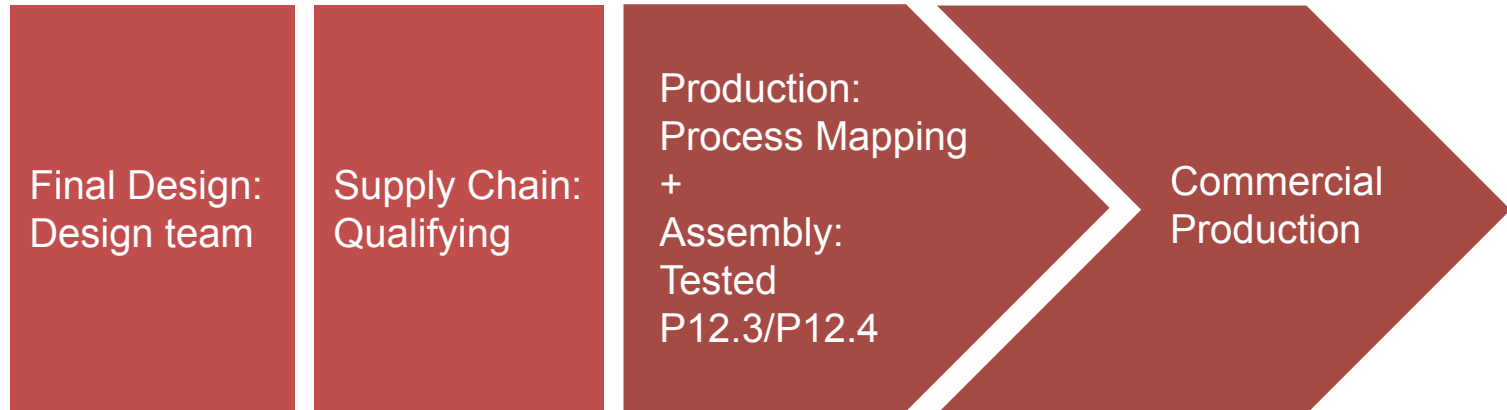 Final Design:
Design team
Supply Chain:
Qualifying
Production:
Process Mapping
+
Assembly:
Tested
P12.3/P12.4
Commercial
Production